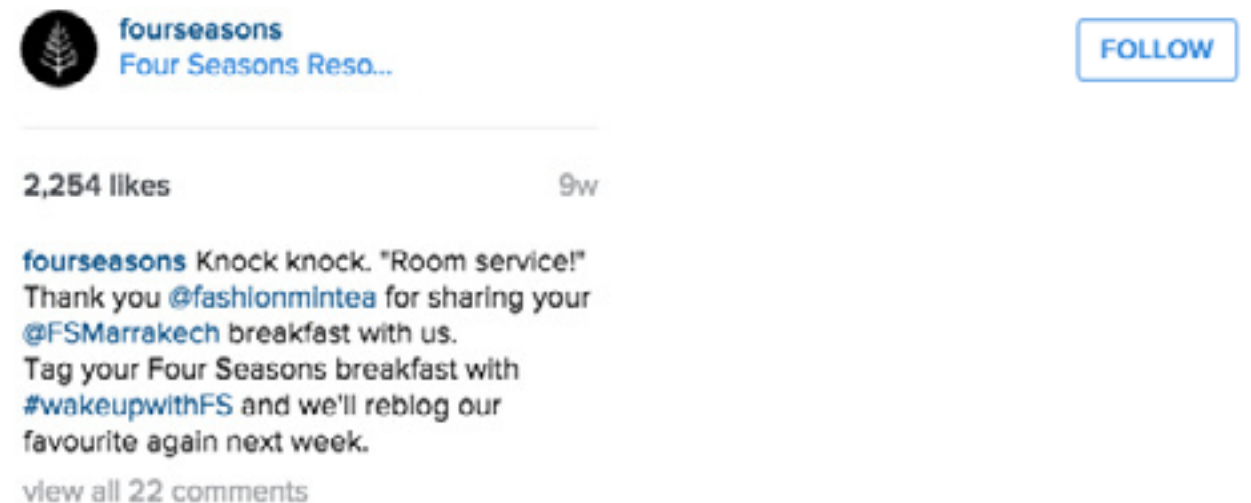 fourseasons
FOLLOW
Four Seasons Reso...
2,254 likes 9w
fourseasons Knock knock. "Room service!"
Thank you @fashionmintea for sharing your
@FSMarrakech breakfast with us.
Tag your Four Seasons breakfast with
#wakeupwithFS and we'll reblog our
favourite again next week.
view all 22 comments